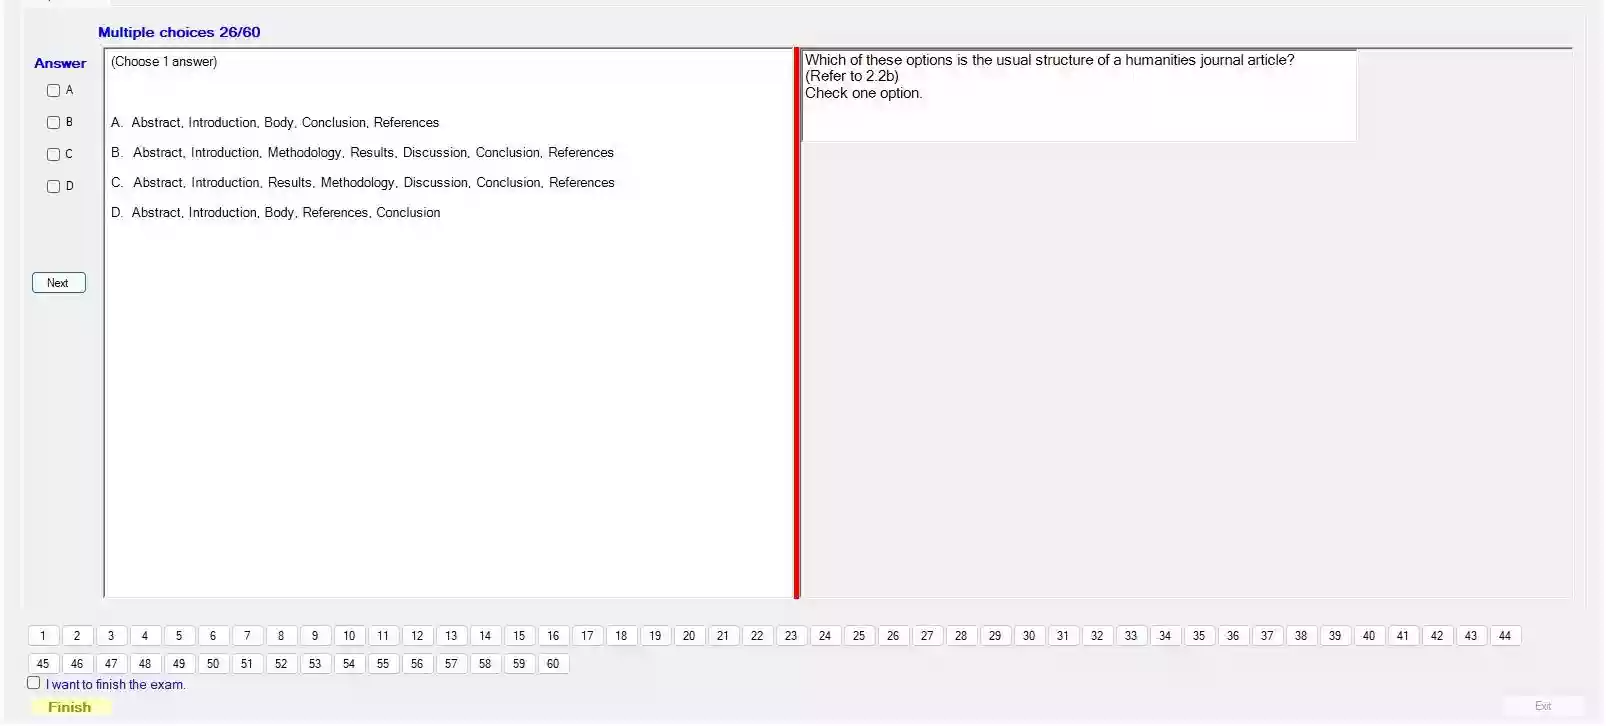 Multiple choices 26/60
Answer
A
B
C
D
Next
(Choose 1 answer)
A. Abstract, Introduction, Body, Conclusion, References
B. Abstract, Introduction, Methodology, Results, Discussion, Conclusion, References
C. Abstract, Introduction, Results, Methodology, Discussion, Conclusion, References
D. Abstract, Introduction, Body, References, Conclusion
Which of these options is the usual structure of a humanities journal article?
(Refer to 2.2b)
Check one option.
1 2 3 4 5 6 7 8 9 10 11 12 13 14 15 16 17 18 19 20 21 22 23 24 25 26 27 28 29 30 31 32 33 34 35 36 37 38 39 40 41 42 43 44
45 46 47 48 49 50 51 52 53 54 55 56 57 58 59 60
I want to finish the exam.
Finish
Exit